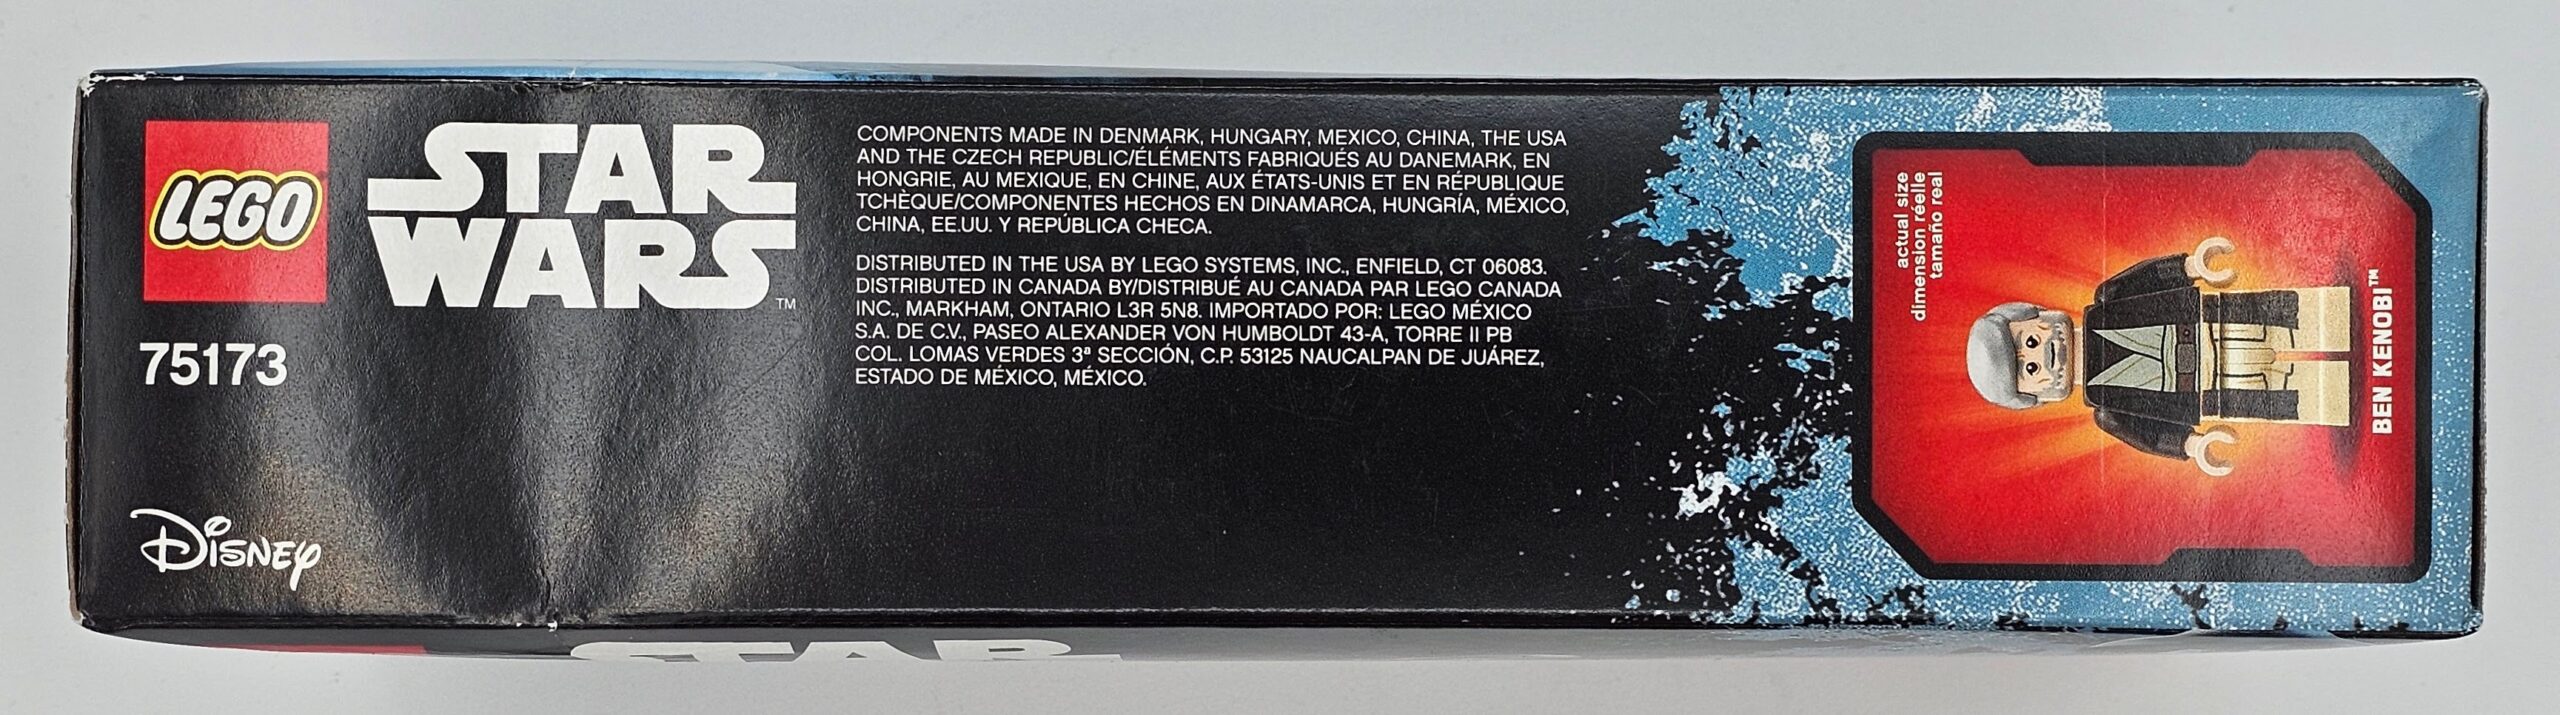 LEGO
STAR
WARS
TM
75173
Disney
COMPONENTS MADE IN DENMARK, HUNGARY, MEXICO, CHINA, THE USA
AND THE CZECH REPUBLIC/ÉLÉMENTS FABRIQUÉS AU DANEMARK, EN
HONGRIE, AU MEXIQUE, EN CHINE, AUX ÉTATS-UNIS ET EN RÉPUBLIQUE
TCHÈQUE/COMPONENTES HECHOS EN DINAMARCA, HUNGRÍA, MÉXICO,
CHINA, EE.UU. Y REPÚBLICA CHECA.
DISTRIBUTED IN THE USA BY LEGO SYSTEMS, INC., ENFIELD, CT 06083.
DISTRIBUTED IN CANADA BY/DISTRIBUÉ AU CANADA PAR LEGO CANADA
INC., MARKHAM, ONTARIO L3R 5N8. IMPORTADO POR: LEGO MÉXICO
S.A. DE C.V., PASEO ALEXANDER VON HUMBOLDT 43-A, TORRE II PB
COL. LOMAS VERDES 3ª SECCIÓN, C.P. 53125 NAUCALPAN DE JUÁREZ,
ESTADO DE MÉXICO, MÉXICO.
actual size
dimension réelle
tamaño real
BEN KENOBI™
STAR